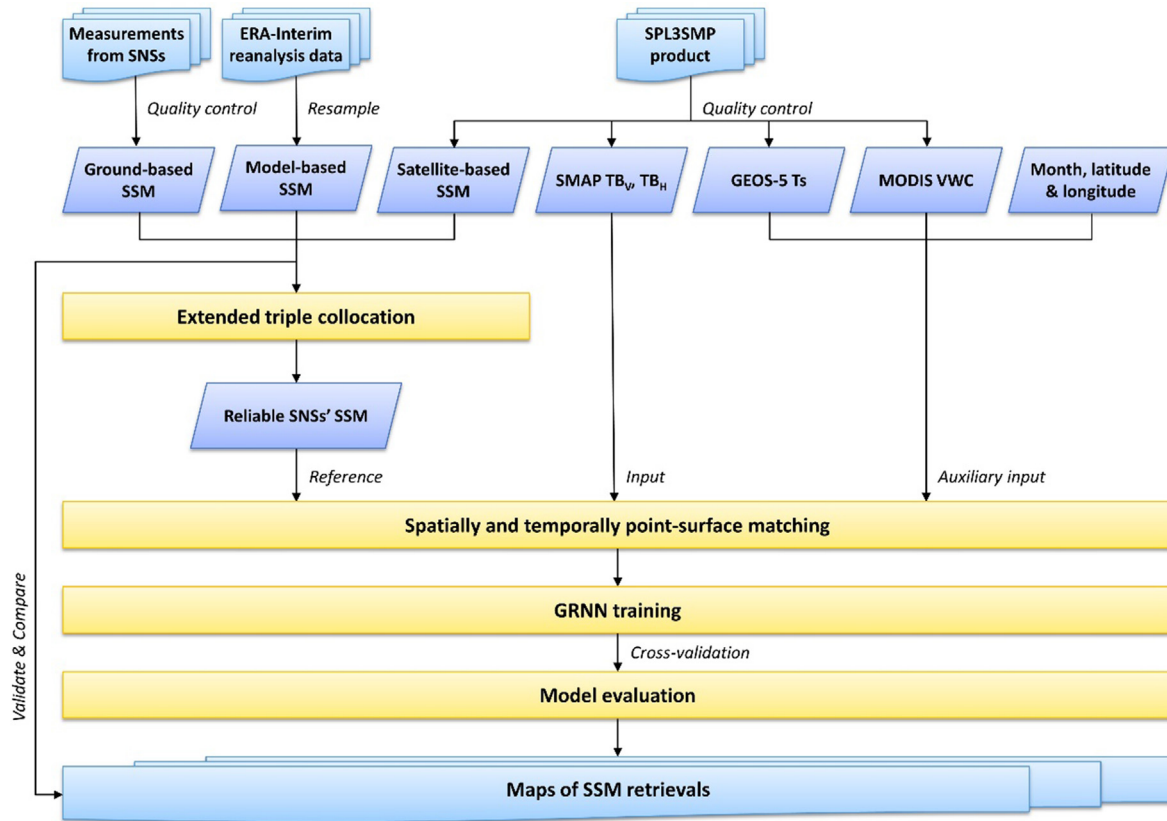 Measurements
from SNSs
ERA-Interim
reanalysis data
SPL3SMP
product
Quality control
Resample
Quality control
Ground-based
SSM
Model-based
SSM
Satellite-based
SSM
SMAP TBV, TBH
GEOS-5 Ts
MODIS VWC
Month, latitude
& longitude
Extended triple collocation
Reliable SNSs' SSM
Reference
Input
Auxiliary input
Spatially and temporally point-surface matching
GRNN training
Cross-validation
Model evaluation
Validate & Compare
Maps of SSM retrievals